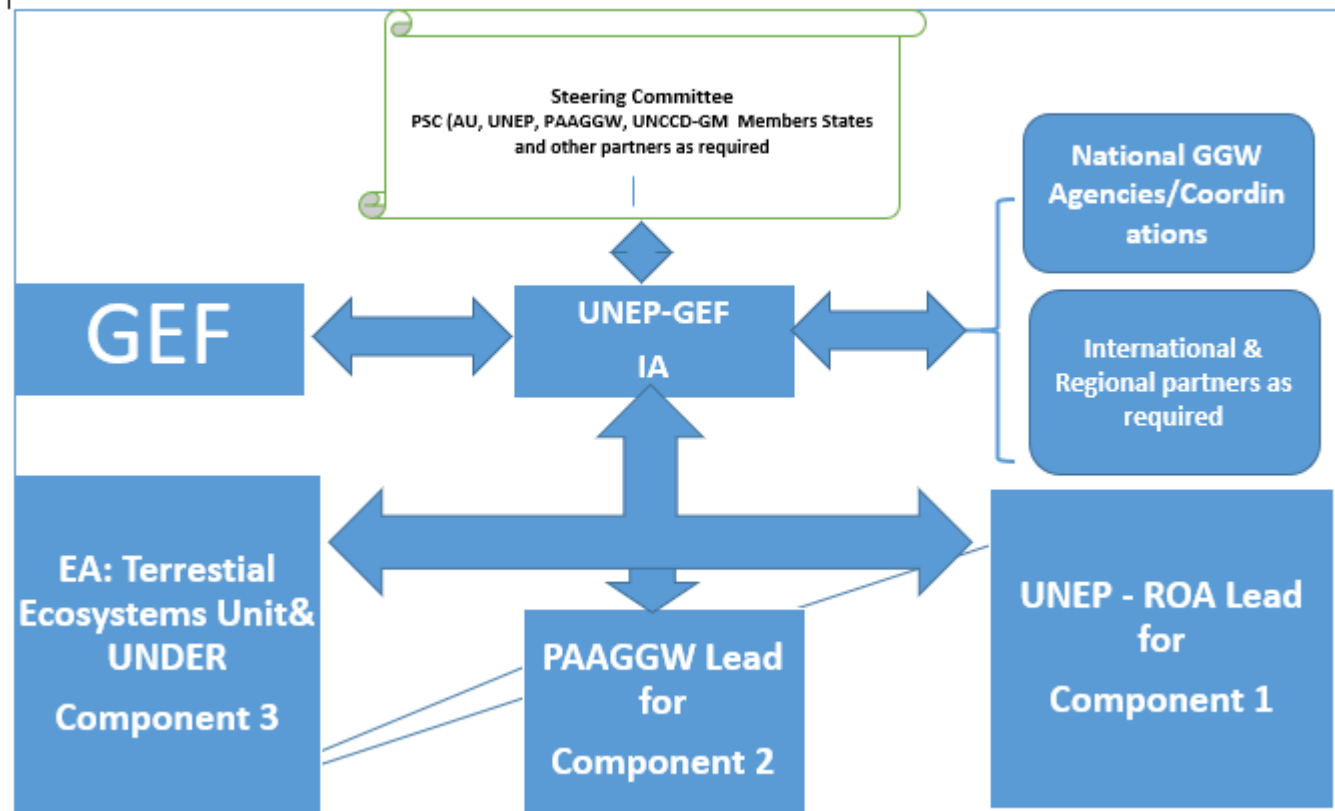 Steering Committee
PSC (AU, UNEP, PAAGGW, UNCCD-GM Members States
and other partners as required
National GGW
Agencies/Coordin
ations
GEF
UNEP-GEF
IA
International &
Regional partners as
required
EA: Terrestial
Ecosystems Unit&
UNDER
Component 3
PAAGGW Lead
for
Component 2
UNEP - ROA Lead
for
Component 1